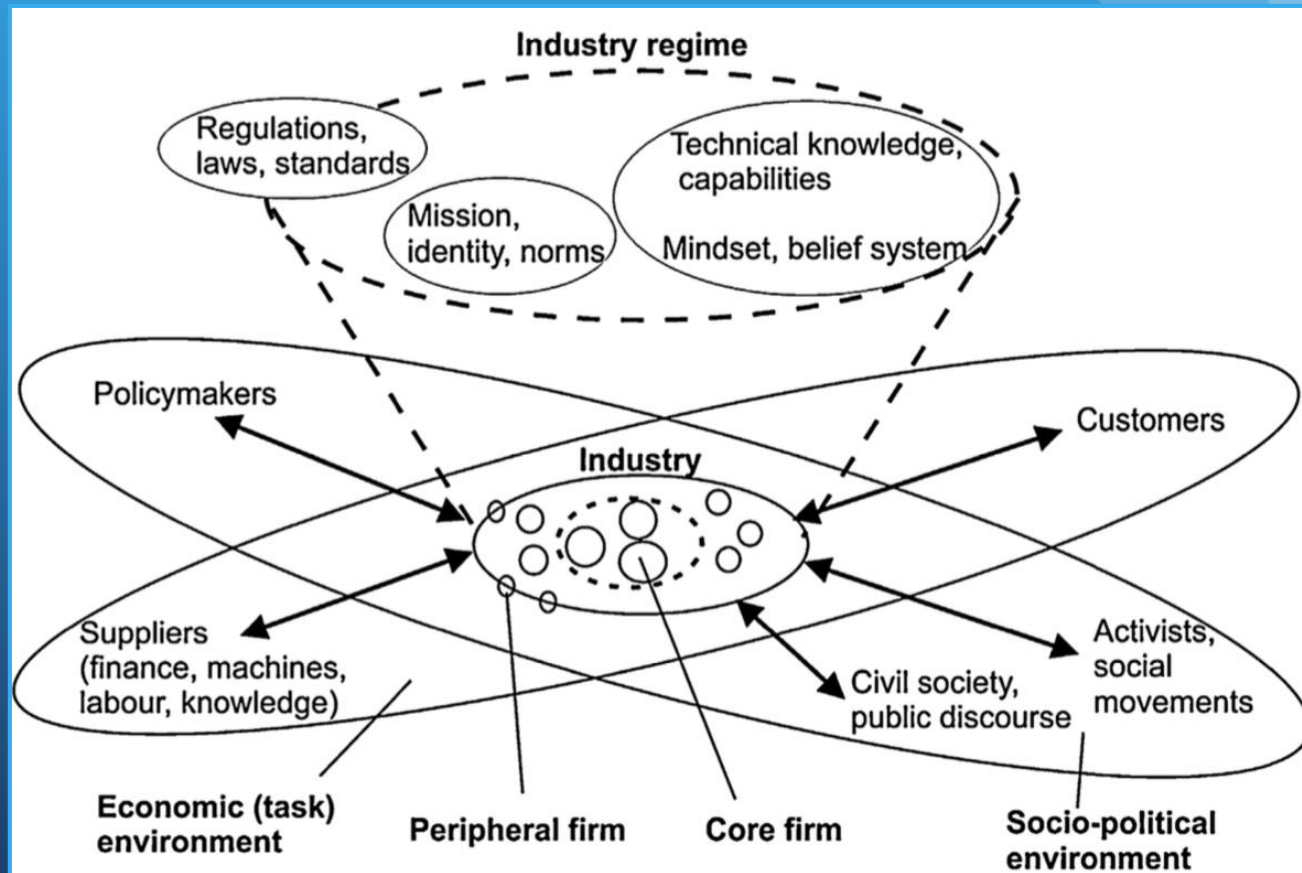 Industry regime
Regulations,
laws, standards
Technical knowledge,
capabilities
Mission,
identity, norms
Mindset, belief system
Policymakers
Customers
Industry
Suppliers
(finance, machines,
labour, knowledge)
Activists,
social
movements
Civil society,
public discourse
Economic (task)
environment
Peripheral firm
Core firm
Socio-political
environment